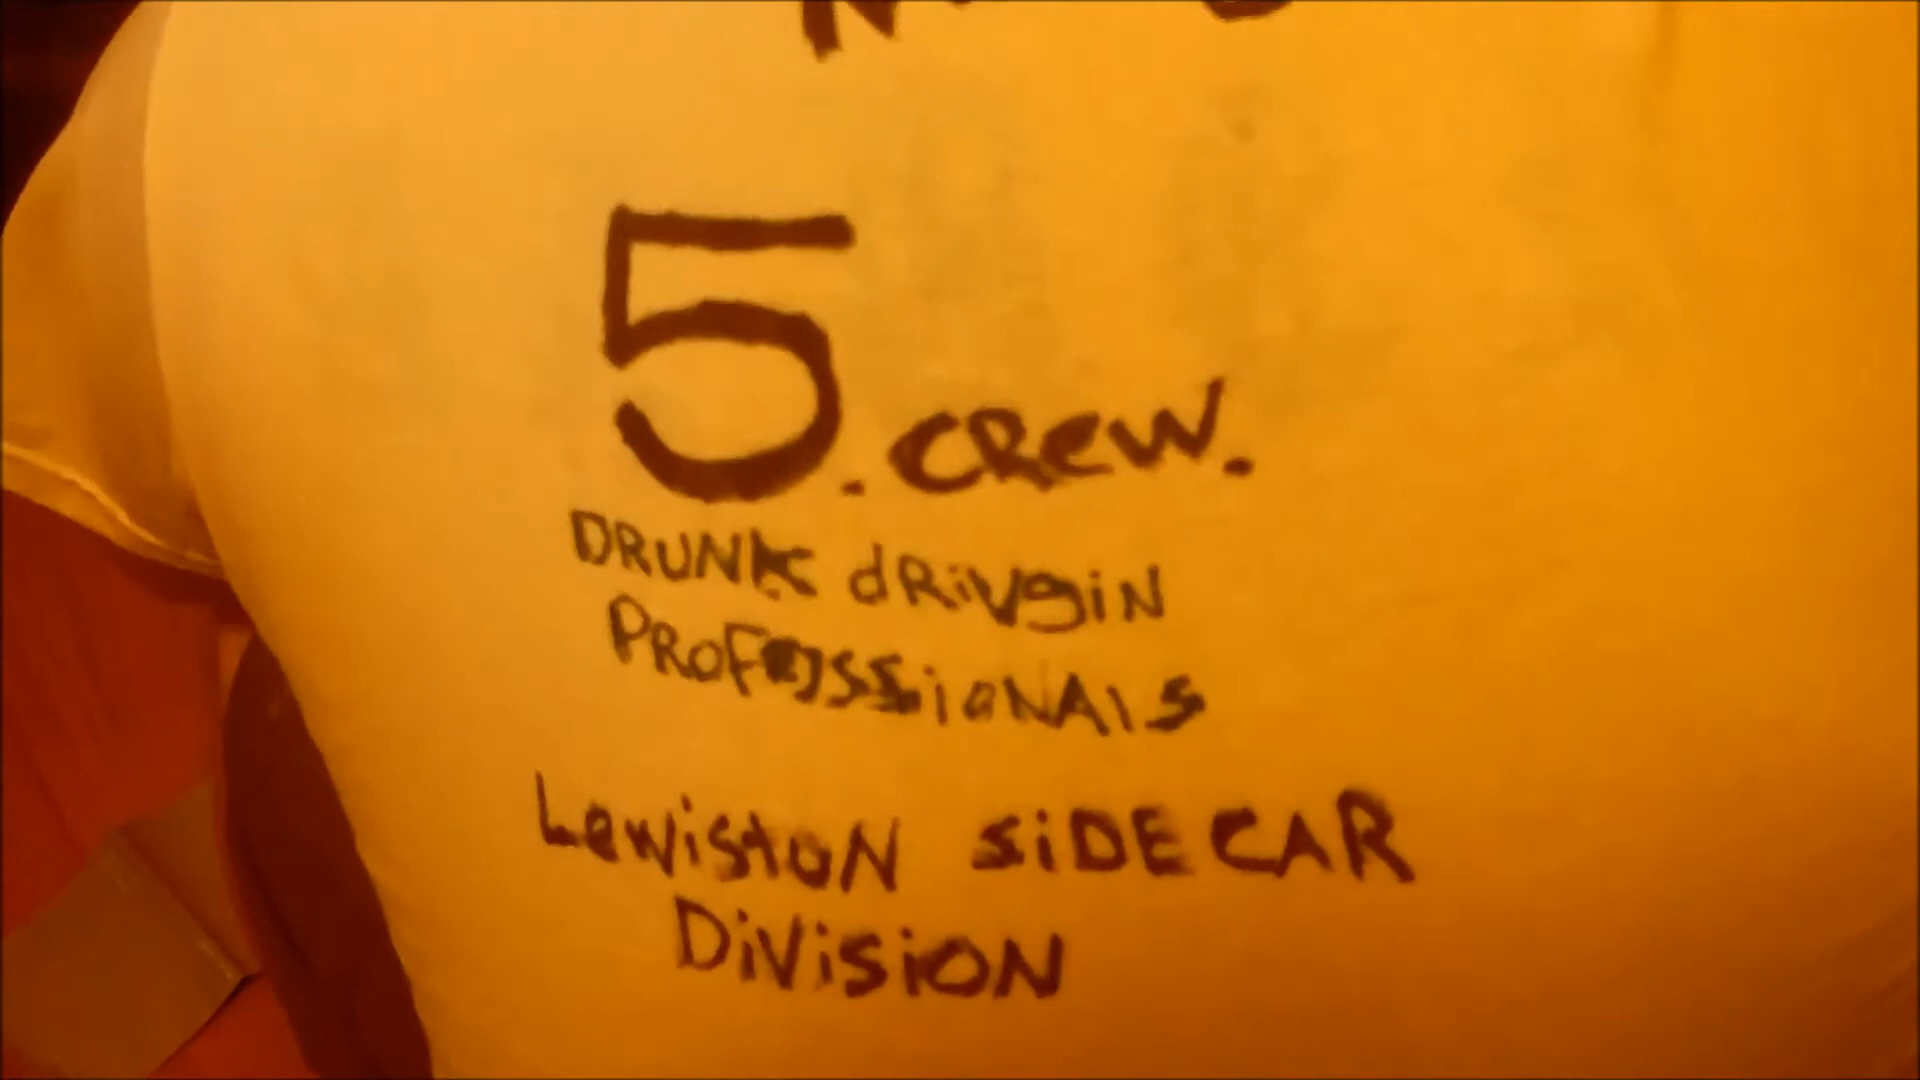 5. CReW.
DRUNK dRiVgiN
PROFESSiONAlS
LewistoN SiDECAR
DiViSiON